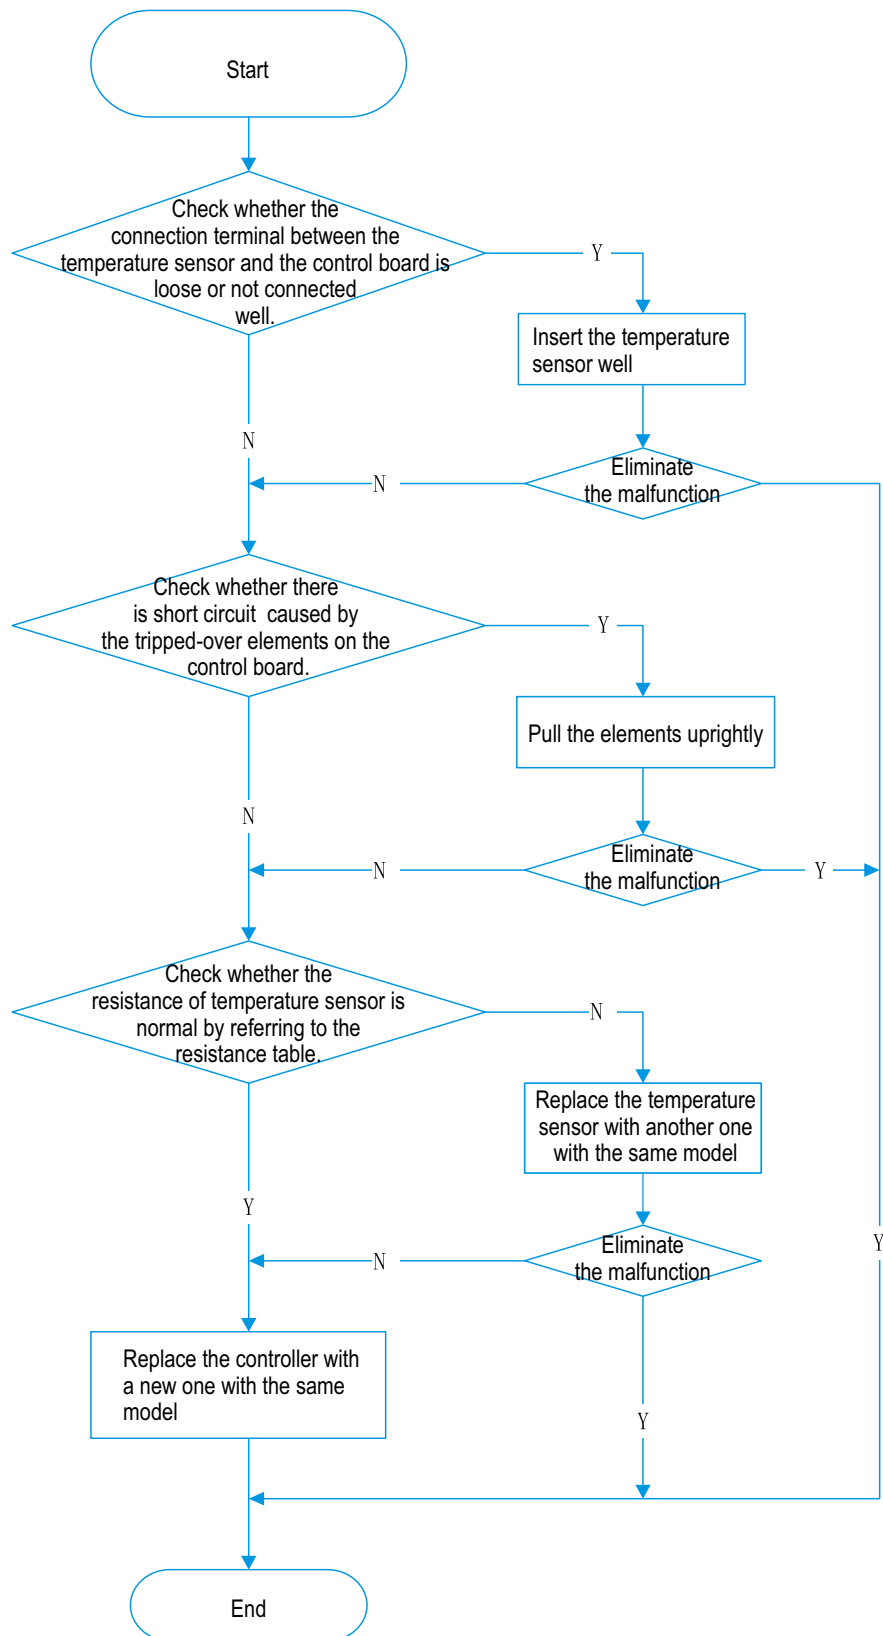 Start
Check whether the
connection terminal between the
temperature sensor and the control board is
loose or not connected
well.
Y
Insert the temperature
sensor well
N
Eliminate
the malfunction
N
Check whether there
is short circuit caused by
the tripped-over elements on the
control board.
Y
Pull the elements uprightly
N
Eliminate
the malfunction
N
Y
Check whether the
resistance of temperature sensor is
normal by referring to the
resistance table.
N
Replace the temperature
sensor with another one
with the same model
Y
Eliminate
the malfunction
N
Y
Replace the controller with
a new one with the same
model
Y
End